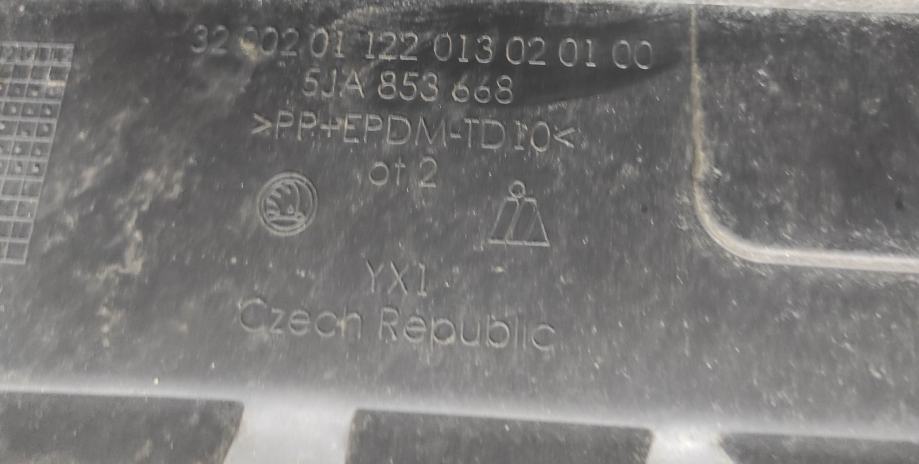 32 002 01 122 013 02 01 00
5JA 853 668
>PP+EPDM-TD10<
ot 2
YX1
Czech Republic